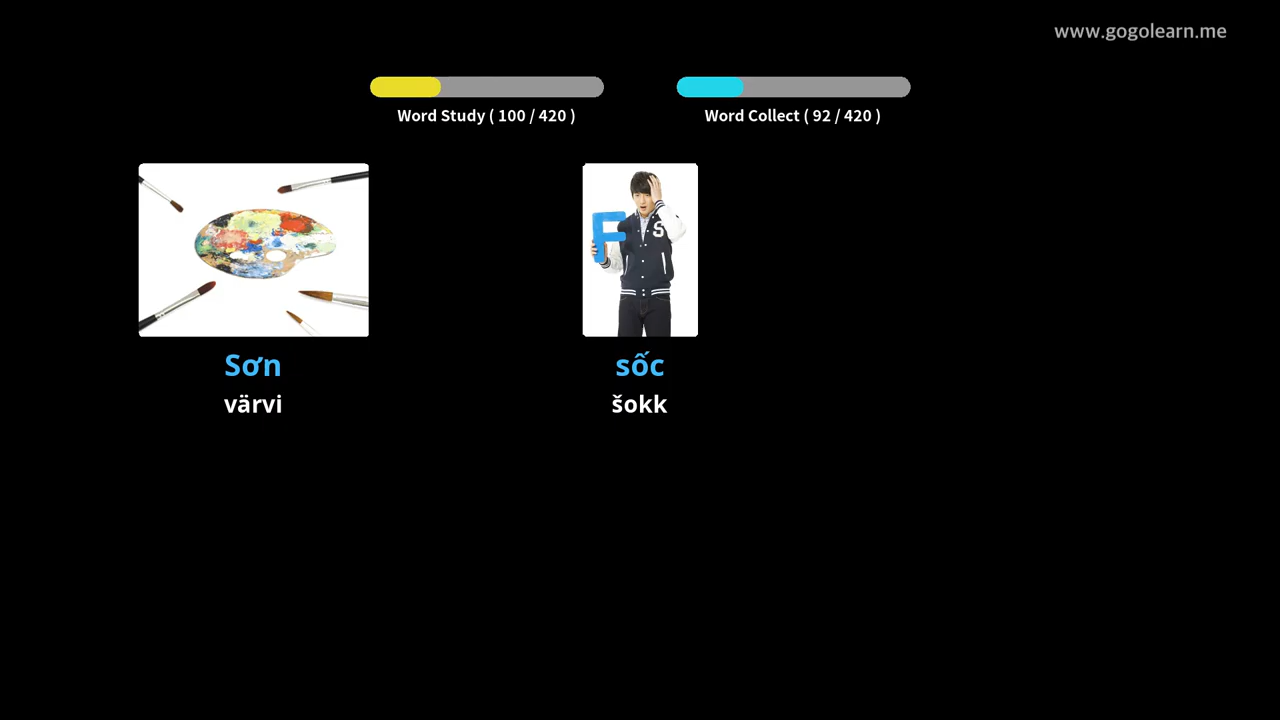 www.gogolearn.me
Word Study ( 100 / 420 )
Word Collect ( 92 / 420 )
F
S
Sơn
sốc
värvi
šokk